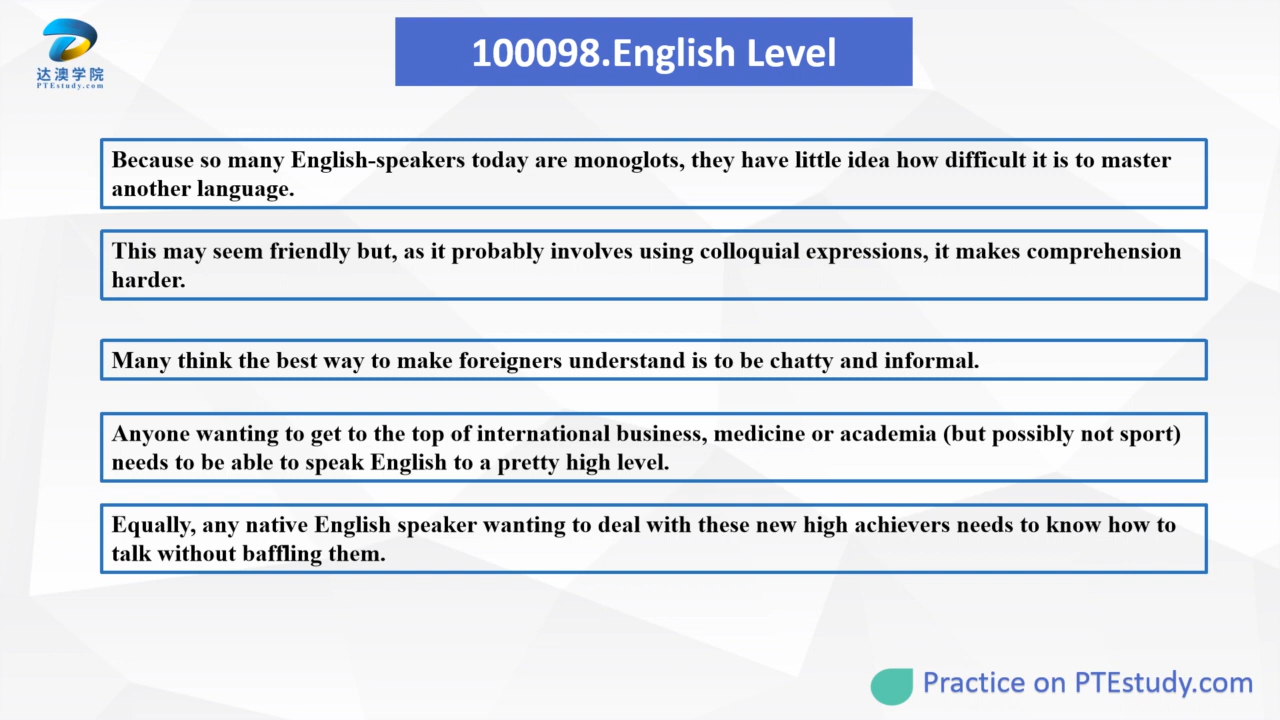 达澳学院
PTEstudy.com
100098.English Level
Because so many English-speakers today are monoglots, they have little idea how difficult it is to master
another language.
This may seem friendly but, as it probably involves using colloquial expressions, it makes comprehension
harder.
Many think the best way to make foreigners understand is to be chatty and informal.
Anyone wanting to get to the top of international business, medicine or academia (but possibly not sport)
needs to be able to speak English to a pretty high level.
Equally, any native English speaker wanting to deal with these new high achievers needs to know how to
talk without baffling them.
Practice on PTEstudy.com